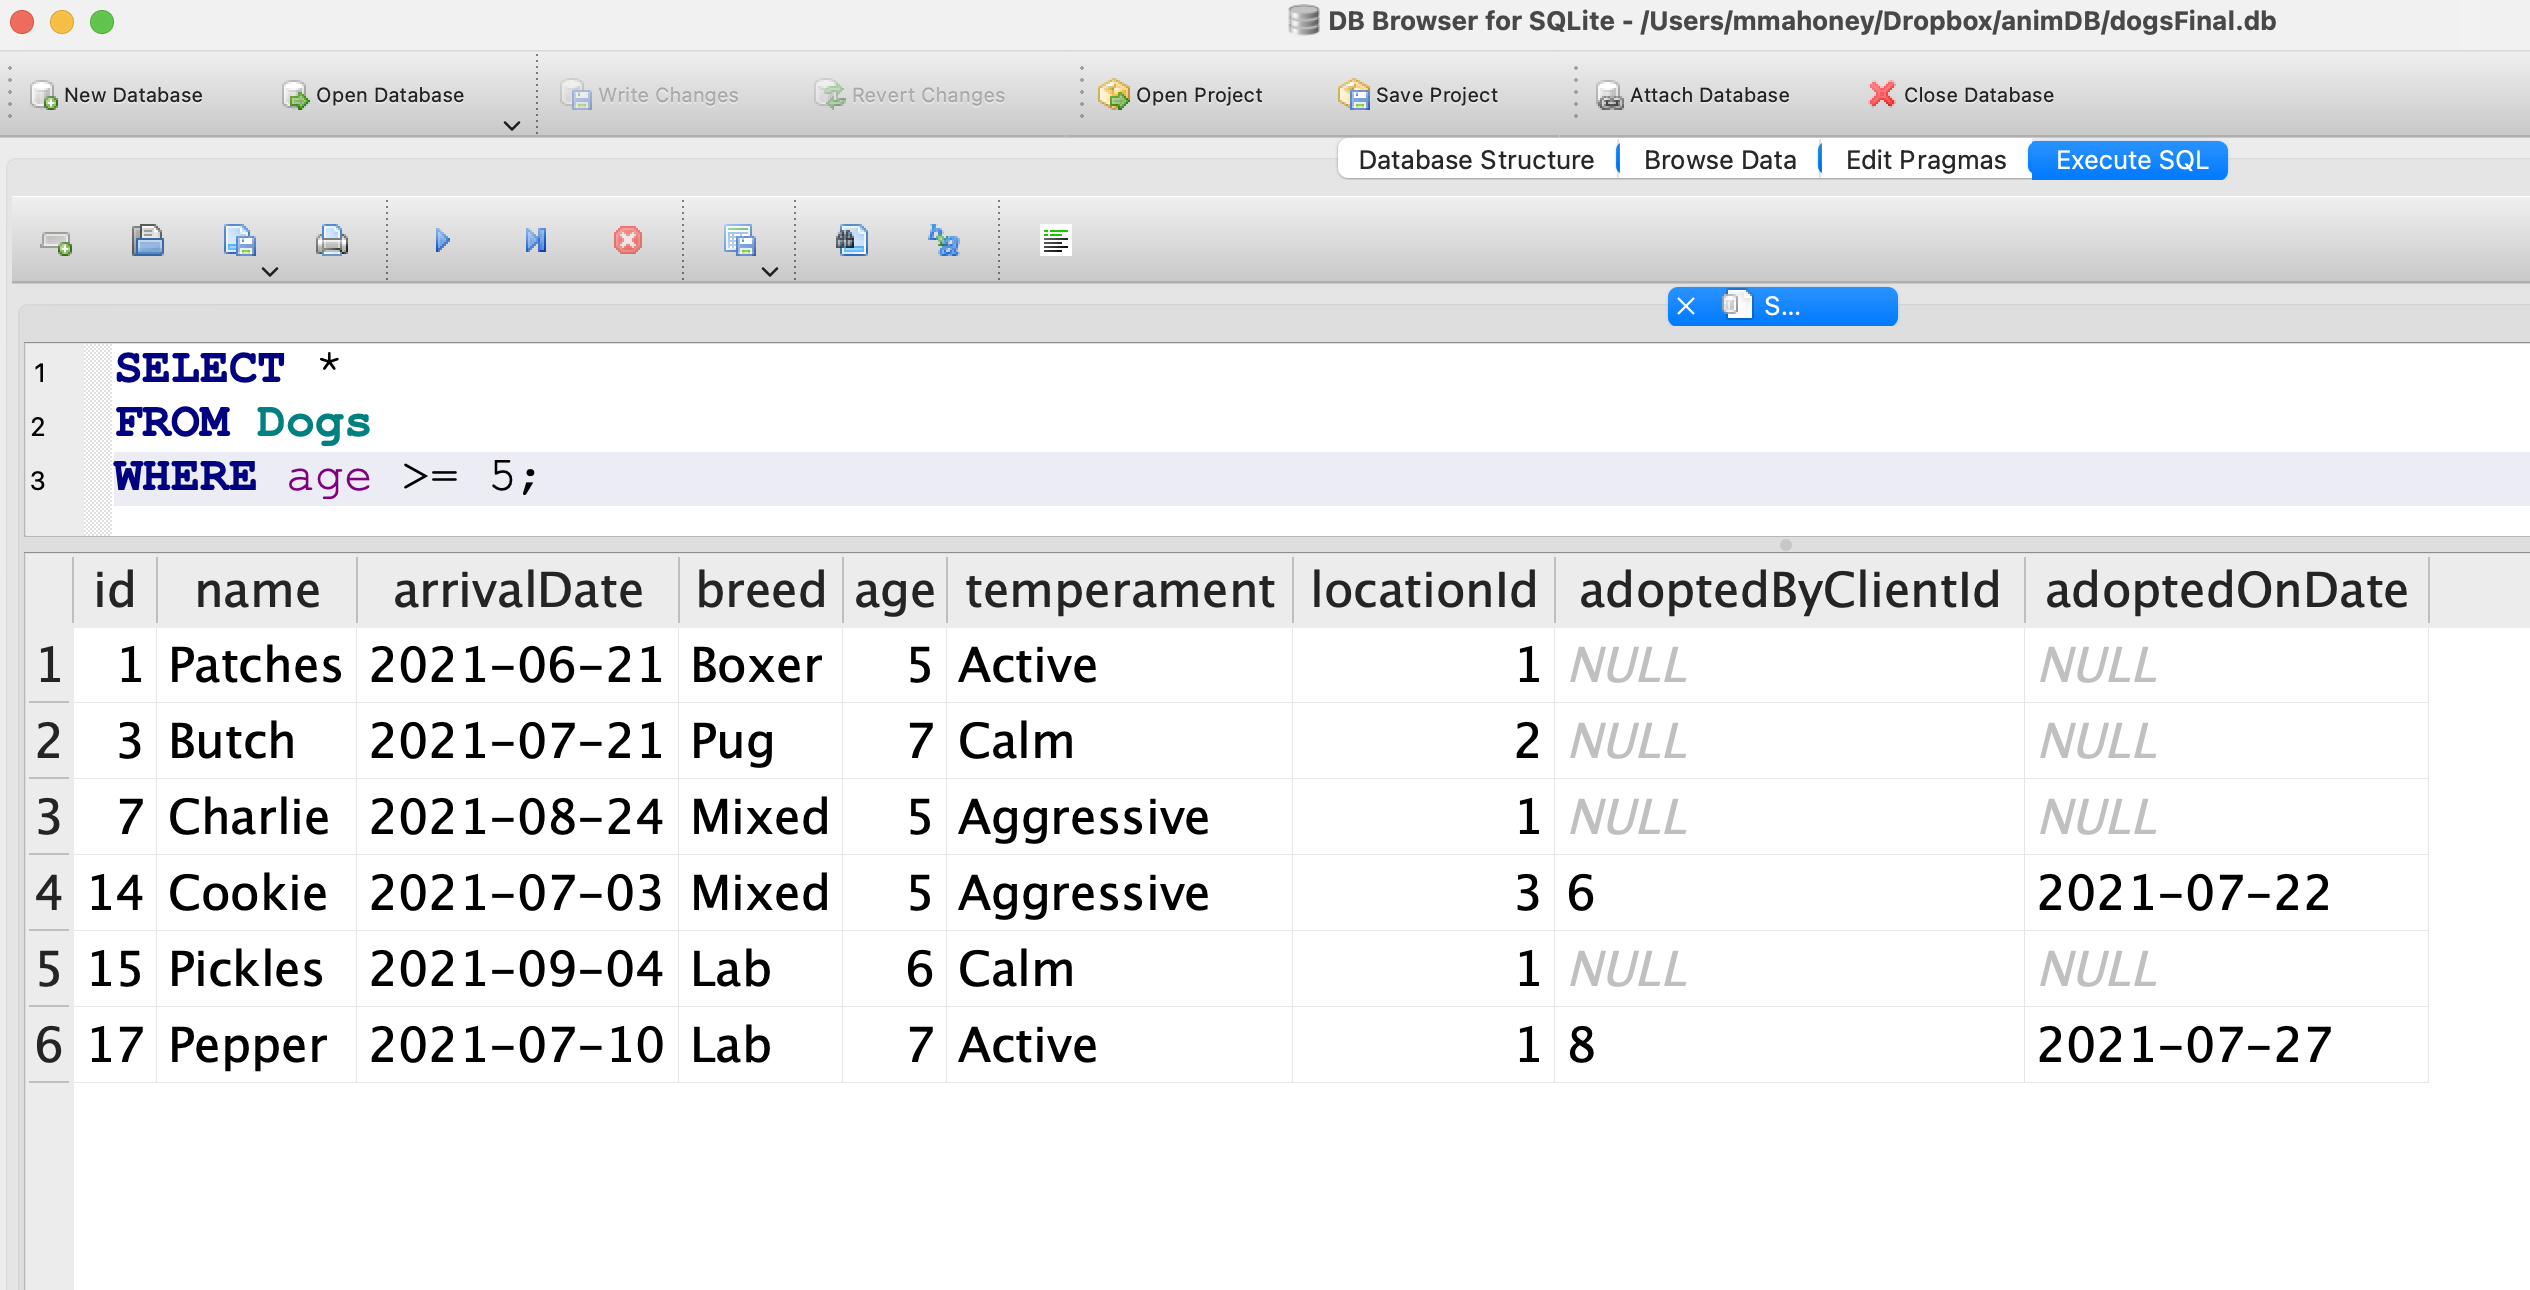 DB Browser for SQLite - /Users/mmahoney/Dropbox/animDB/dogsFinal.db
New Database Open Database Write Changes Revert Changes Open Project Save Project Attach Database Close Database
Database Structure Browse Data Edit Pragmas Execute SQL
S...
1 SELECT *
2 FROM Dogs
3 WHERE age >= 5;
id name arrivalDate breed age temperament locationId adoptedByClientId adoptedOnDate
1 1 Patches 2021-06-21 Boxer 5 Active 1 NULL NULL
2 3 Butch 2021-07-21 Pug 7 Calm 2 NULL NULL
3 7 Charlie 2021-08-24 Mixed 5 Aggressive 1 NULL NULL
4 14 Cookie 2021-07-03 Mixed 5 Aggressive 3 6 2021-07-22
5 15 Pickles 2021-09-04 Lab 6 Calm 1 NULL NULL
6 17 Pepper 2021-07-10 Lab 7 Active 1 8 2021-07-27